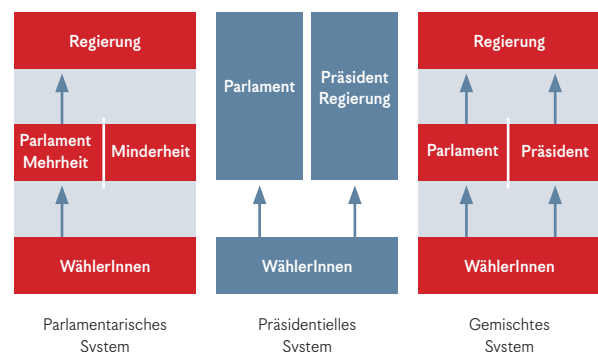 Regierung
Parlament
Mehrheit
Minderheit
WählerInnen
Parlamentarisches
System
Parlament
Präsident
Regierung
WählerInnen
Präsidentielles
System
Regierung
Parlament
Präsident
WählerInnen
Gemischtes
System